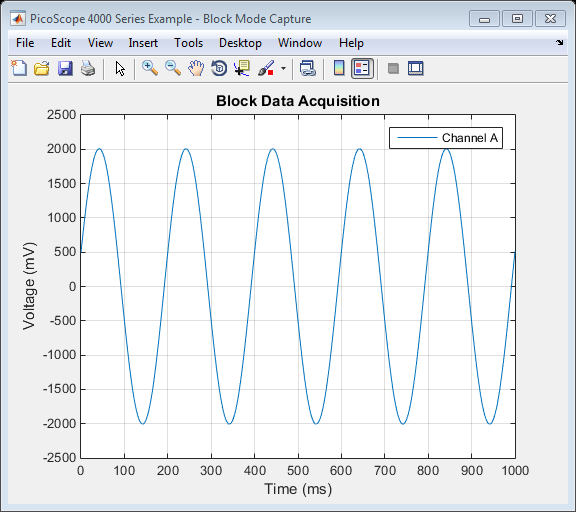 PicoScope 4000 Series Example - Block Mode Capture
File Edit View Insert Tools Desktop Window Help
Block Data Acquisition
Channel A
2500
2000
1500
1000
500
0
-500
-1000
-1500
-2000
-2500
Voltage (mV)
0 100 200 300 400 500 600 700 800 900 1000
Time (ms)